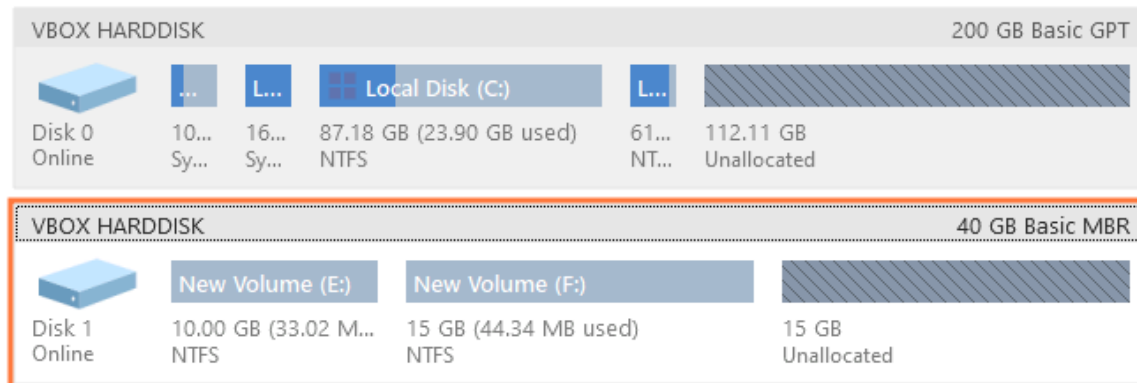 VBOX HARDDISK 200 GB Basic GPT
... L... Local Disk (C:) L...
Disk 0 10... 16... 87.18 GB (23.90 GB used) 61... 112.11 GB
Online Sy... Sy... NTFS NT... Unallocated
VBOX HARDDISK 40 GB Basic MBR
New Volume (E:) New Volume (F:)
Disk 1 10.00 GB (33.02 M... 15 GB (44.34 MB used) 15 GB
Online NTFS NTFS Unallocated